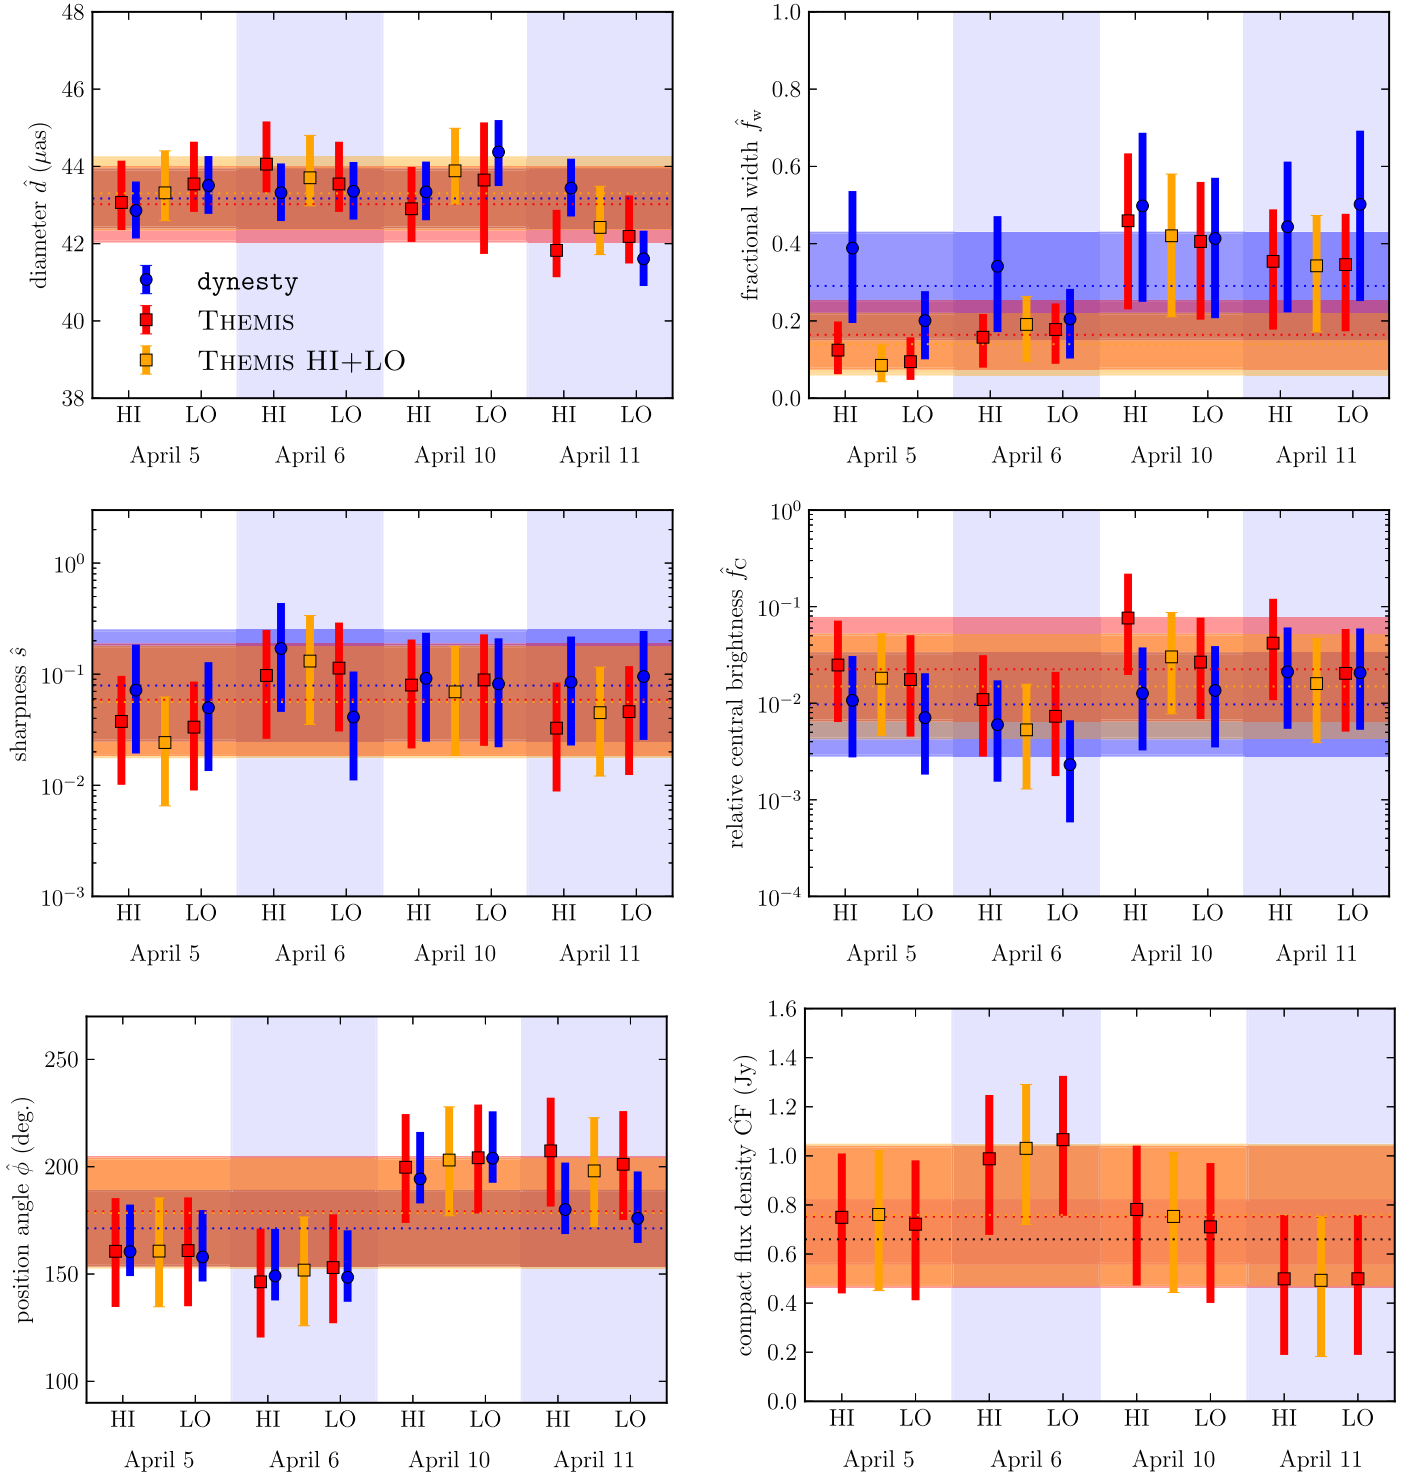 48
46
44
42
40
38
diameter d̂ (μas)
dynesty
THEMIS
THEMIS HI+LO
HI LO HI LO HI LO HI LO
April 5 April 6 April 10 April 11
1.0
0.8
0.6
0.4
0.2
0.0
fractional width f̂w
HI LO HI LO HI LO HI LO
April 5 April 6 April 10 April 11
10⁰
10⁻¹
10⁻²
10⁻³
sharpness ŝ
HI LO HI LO HI LO HI LO
April 5 April 6 April 10 April 11
10⁰
10⁻¹
10⁻²
10⁻³
10⁻⁴
relative central brightness f̂C
HI LO HI LO HI LO HI LO
April 5 April 6 April 10 April 11
250
200
150
100
position angle ϕ̂ (deg.)
HI LO HI LO HI LO HI LO
April 5 April 6 April 10 April 11
1.6
1.4
1.2
1.0
0.8
0.6
0.4
0.2
0.0
compact flux density ĈF (Jy)
HI LO HI LO HI LO HI LO
April 5 April 6 April 10 April 11